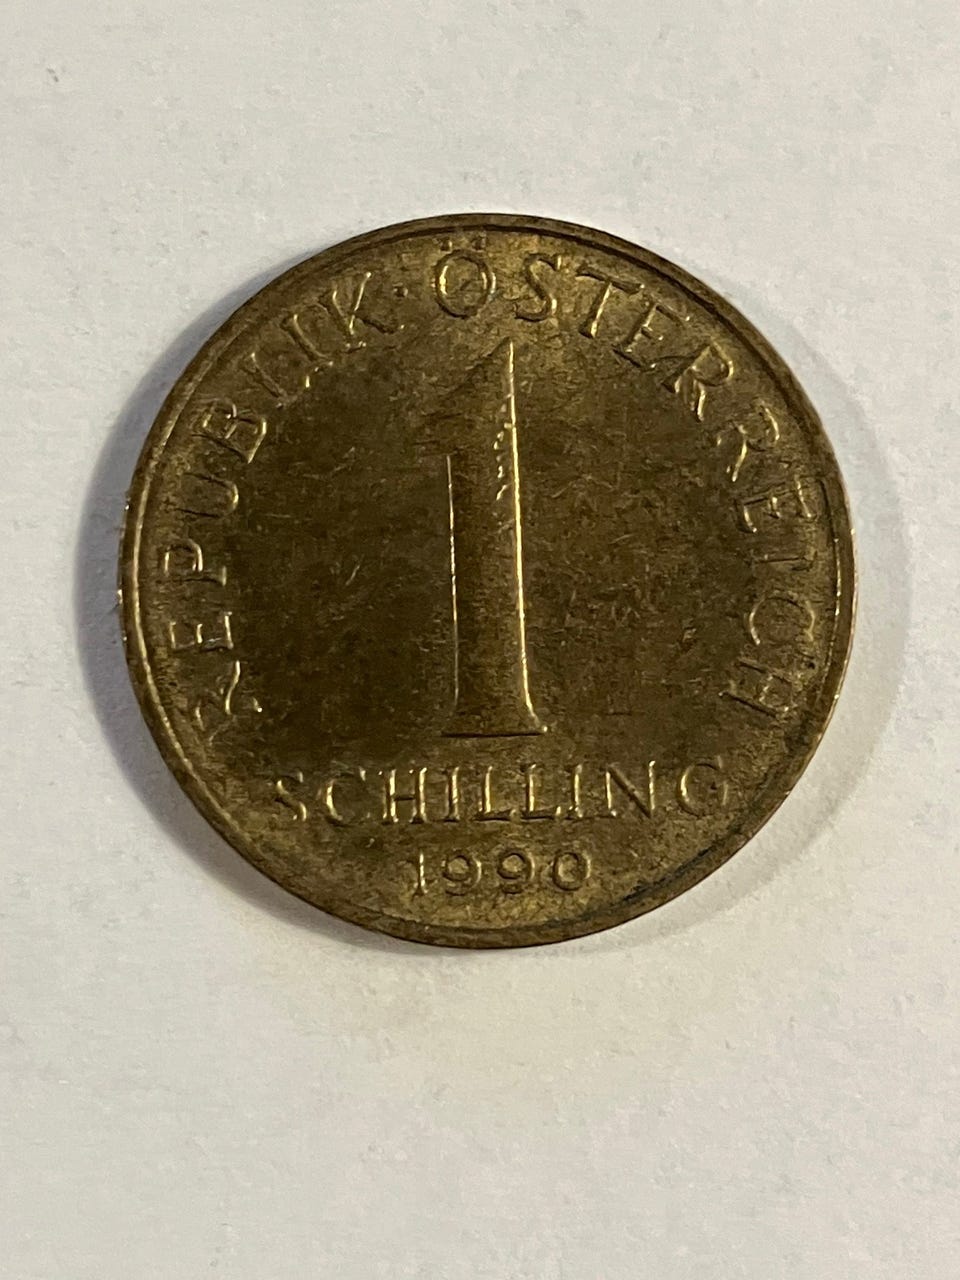 REPUBLIK·ÖSTERREICH
1
SCHILLING
1990